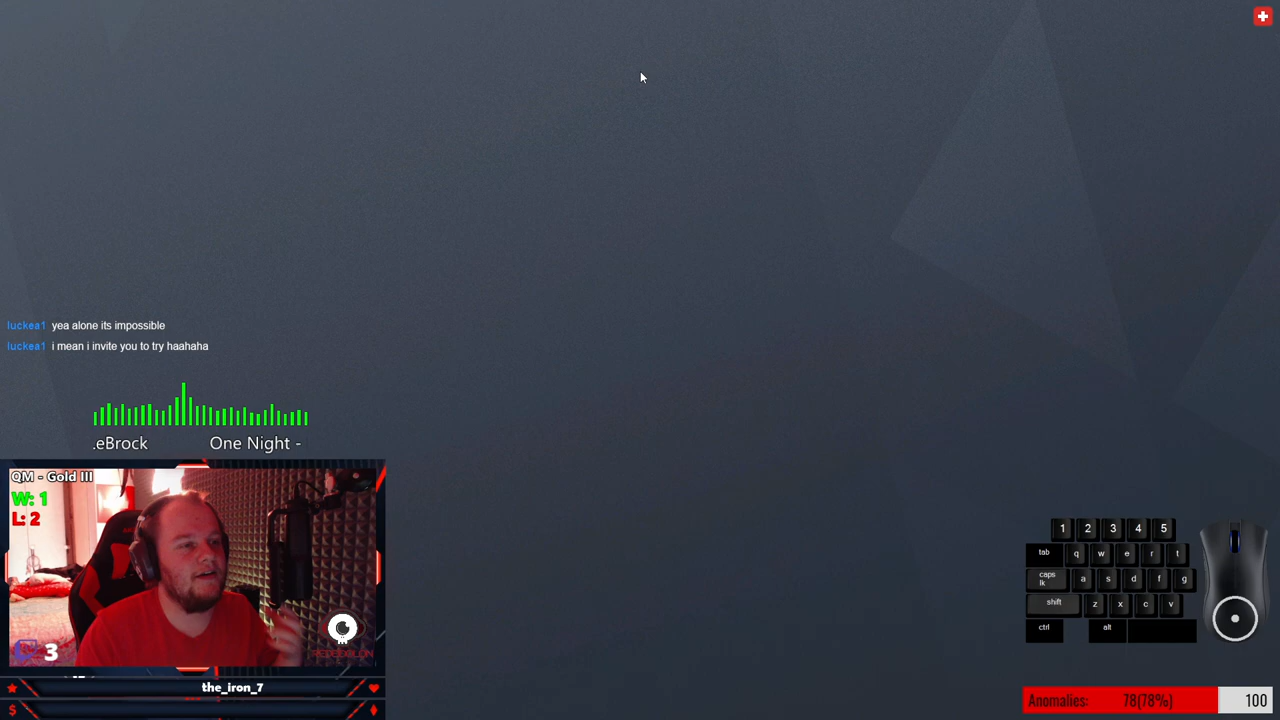 luckea1 yea alone its impossible
luckea1 i mean i invite you to try haahaha
.eBrock One Night -
QM - Gold III
W: 1
L: 2
3
the_iron_7
$
1 2 3 4 5
tab q w e r t
caps lk a s d f g
shift z x c v
ctrl alt
Anomalies: 78(78%) 100